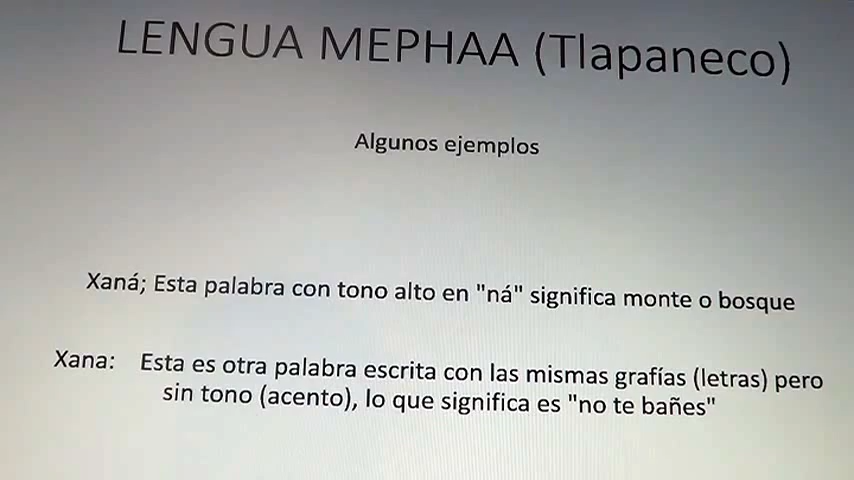 LENGUA MEPHAA (Tlapaneco)
Algunos ejemplos
Xaná; Esta palabra con tono alto en "ná" significa monte o bosque
Xana: Esta es otra palabra escrita con las mismas grafías (letras) pero
sin tono (acento), lo que significa es "no te bañes"